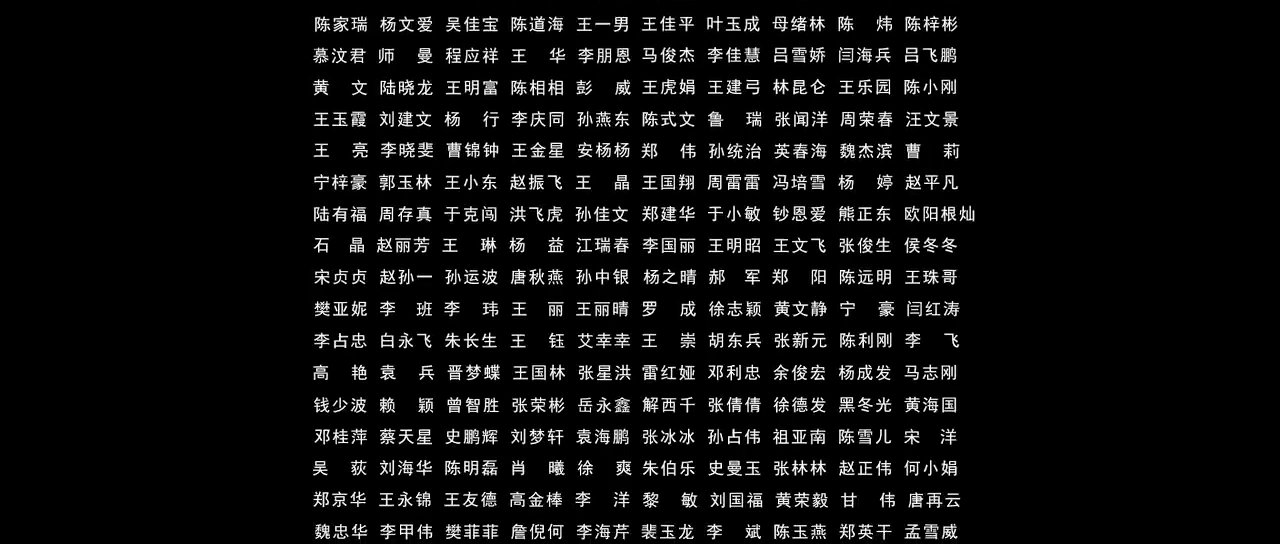 陈家瑞 杨文爱 吴佳宝 陈道海 王一男 王佳平 叶玉成 母绪林 陈 炜 陈梓彬
慕汶君 师 曼 程应祥 王 华 李朋恩 马俊杰 李佳慧 吕雪娇 闫海兵 吕飞鹏
黄 文 陆晓龙 王明富 陈相相 彭 威 王虎娟 王建弓 林昆仑 王乐园 陈小刚
王玉霞 刘建文 杨 行 李庆同 孙燕东 陈式文 鲁 瑞 张闻洋 周荣春 汪文景
王 亮 李晓斐 曹锦钟 王金星 安杨杨 郑 伟 孙统治 英春海 魏杰滨 曹 莉
宁梓豪 郭玉林 王小东 赵振飞 王 晶 王国翔 周雷雷 冯培雪 杨 婷 赵平凡
陆有福 周存真 于克闯 洪飞虎 孙佳文 郑建华 于小敏 钞恩爱 熊正东 欧阳根灿
石 晶 赵丽芳 王 琳 杨 益 江瑞春 李国丽 王明昭 王文飞 张俊生 侯冬冬
宋贞贞 赵孙一 孙运波 唐秋燕 孙中银 杨之晴 郝 军 郑 阳 陈远明 王珠哥
樊亚妮 李 班 李 玮 王 丽 王丽晴 罗 成 徐志颖 黄文静 宁 豪 闫红涛
李占忠 白永飞 朱长生 王 钰 艾幸幸 王 崇 胡东兵 张新元 陈利刚 李 飞
高 艳 袁 兵 晋梦蝶 王国林 张星洪 雷红娅 邓利忠 余俊宏 杨成发 马志刚
钱少波 赖 颖 曾智胜 张荣彬 岳永鑫 解西千 张倩倩 徐德发 黑冬光 黄海国
邓桂萍 蔡天星 史鹏辉 刘梦轩 袁海鹏 张冰冰 孙占伟 祖亚南 陈雪儿 宋 洋
吴 荻 刘海华 陈明磊 肖 曦 徐 爽 朱伯乐 史曼玉 张林林 赵正伟 何小娟
郑京华 王永锦 王友德 高金棒 李 洋 黎 敏 刘国福 黄荣毅 甘 伟 唐再云
魏忠华 李甲伟 樊菲菲 詹倪何 李海芹 裴玉龙 李 斌 陈玉燕 郑英干 孟雪威